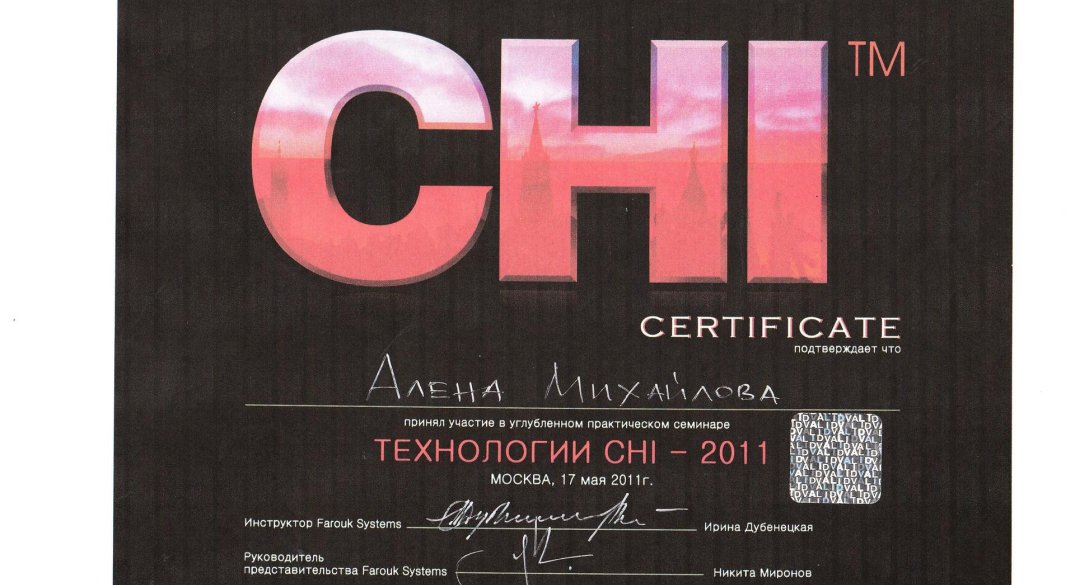 CHI™
CERTIFICATE
подтверждает что
Алена Михайлова
принял участие в углубленном практическом семинаре
ТЕХНОЛОГИИ CHI – 2011
МОСКВА, 17 мая 2011г.
Инструктор Farouk Systems Ирина Дубенецкая
Руководитель
представительства Farouk Systems Никита Миронов